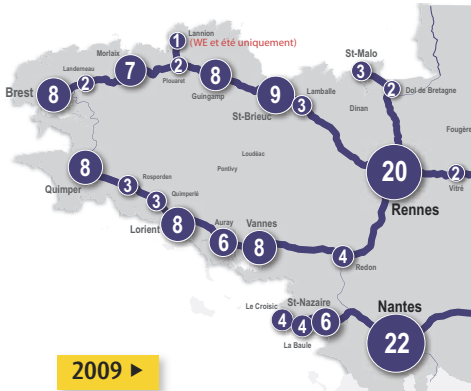 Lannion
1 (WE et été uniquement)
Morlaix
7
Landerneau
2
Plouaret
2
Brest
8
8
Guingamp
9
St-Brieuc
Lamballe
3
St-Malo
3
2
Dol de Bretagne
Dinan
Fougère
Loudéac
Pontivy
20
Rennes
2
Vitré
8
Quimper
Rosporden
3
Quimperlé
3
8
Lorient
Auray
6
Vannes
8
4
Redon
Le Croisic
4
La Baule
4
St-Nazaire
6
Nantes
22
2009 ►